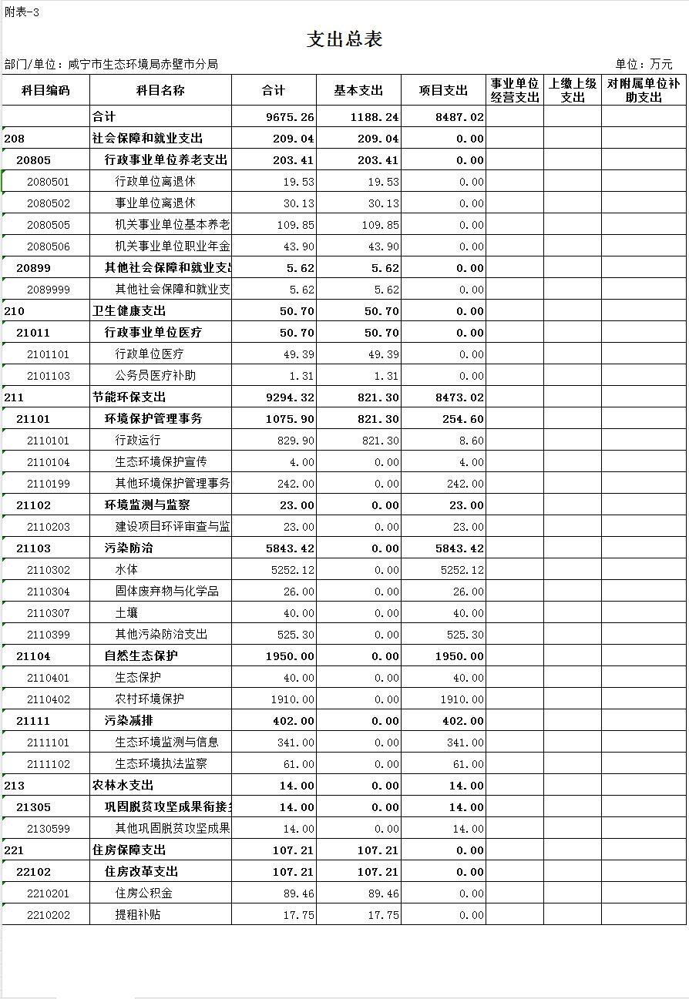 附表-3
支出总表
部门/单位：咸宁市生态环境局赤壁市分局 单位：万元
科目编码 科目名称 合计 基本支出 项目支出 事业单位经营支出 上缴上级支出 对附属单位补助支出
合计 9675.26 1188.24 8487.02
208 社会保障和就业支出 209.04 209.04 0.00
20805 行政事业单位养老支出 203.41 203.41 0.00
2080501 行政单位离退休 19.53 19.53 0.00
2080502 事业单位离退休 30.13 30.13 0.00
2080505 机关事业单位基本养老 109.85 109.85 0.00
2080506 机关事业单位职业年金 43.90 43.90 0.00
20899 其他社会保障和就业支 5.62 5.62 0.00
2089999 其他社会保障和就业支 5.62 5.62 0.00
210 卫生健康支出 50.70 50.70 0.00
21011 行政事业单位医疗 50.70 50.70 0.00
2101101 行政单位医疗 49.39 49.39 0.00
2101103 公务员医疗补助 1.31 1.31 0.00
211 节能环保支出 9294.32 821.30 8473.02
21101 环境保护管理事务 1075.90 821.30 254.60
2110101 行政运行 829.90 821.30 8.60
2110104 生态环境保护宣传 4.00 0.00 4.00
2110199 其他环境保护管理事务 242.00 0.00 242.00
21102 环境监测与监察 23.00 0.00 23.00
2110203 建设项目环评审查与监 23.00 0.00 23.00
21103 污染防治 5843.42 0.00 5843.42
2110302 水体 5252.12 0.00 5252.12
2110304 固体废弃物与化学品 26.00 0.00 26.00
2110307 土壤 40.00 0.00 40.00
2110399 其他污染防治支出 525.30 0.00 525.30
21104 自然生态保护 1950.00 0.00 1950.00
2110401 生态保护 40.00 0.00 40.00
2110402 农村环境保护 1910.00 0.00 1910.00
21111 污染减排 402.00 0.00 402.00
2111101 生态环境监测与信息 341.00 0.00 341.00
2111102 生态环境执法监察 61.00 0.00 61.00
213 农林水支出 14.00 0.00 14.00
21305 巩固脱贫攻坚成果衔接 14.00 0.00 14.00
2130599 其他巩固脱贫攻坚成果 14.00 0.00 14.00
221 住房保障支出 107.21 107.21 0.00
22102 住房改革支出 107.21 107.21 0.00
2210201 住房公积金 89.46 89.46 0.00
2210202 提租补贴 17.75 17.75 0.00